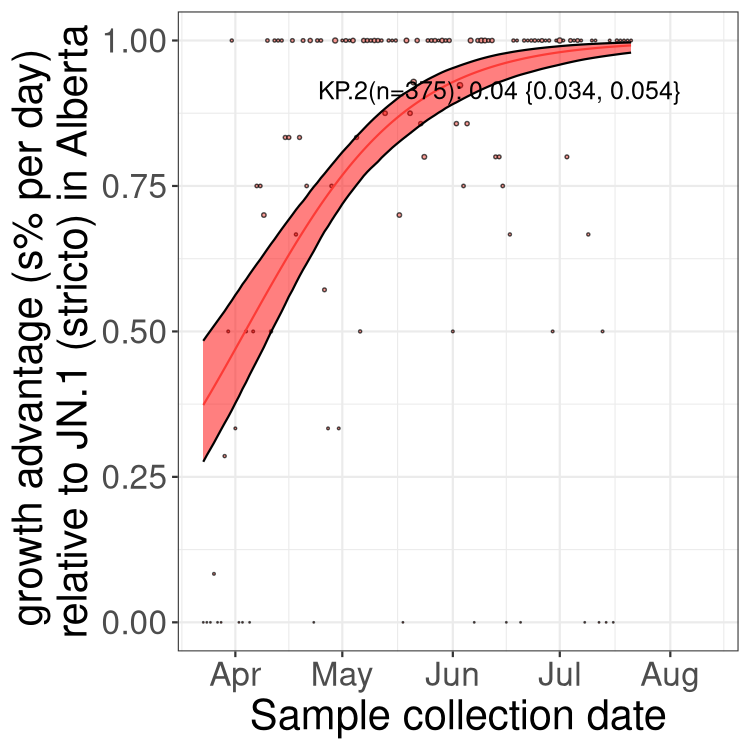 growth advantage (s% per day)
relative to JN.1 (stricto) in Alberta
1.00
0.75
0.50
0.25
0.00
KP.2(n=375): 0.04 {0.034, 0.054}
Apr May Jun Jul Aug
Sample collection date